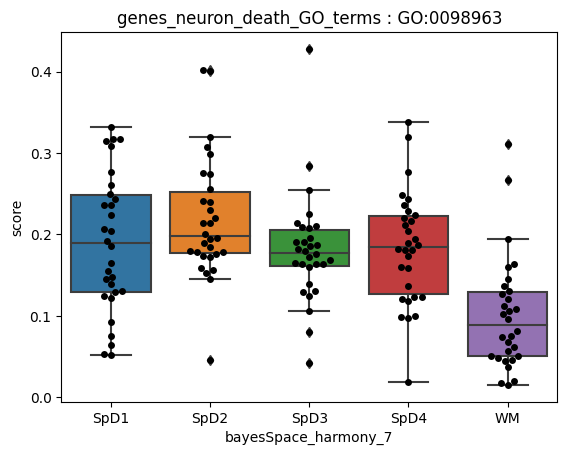 genes_neuron_death_GO_terms : GO:0098963
score
0.4
0.3
0.2
0.1
0.0
SpD1 SpD2 SpD3 SpD4 WM
bayesSpace_harmony_7